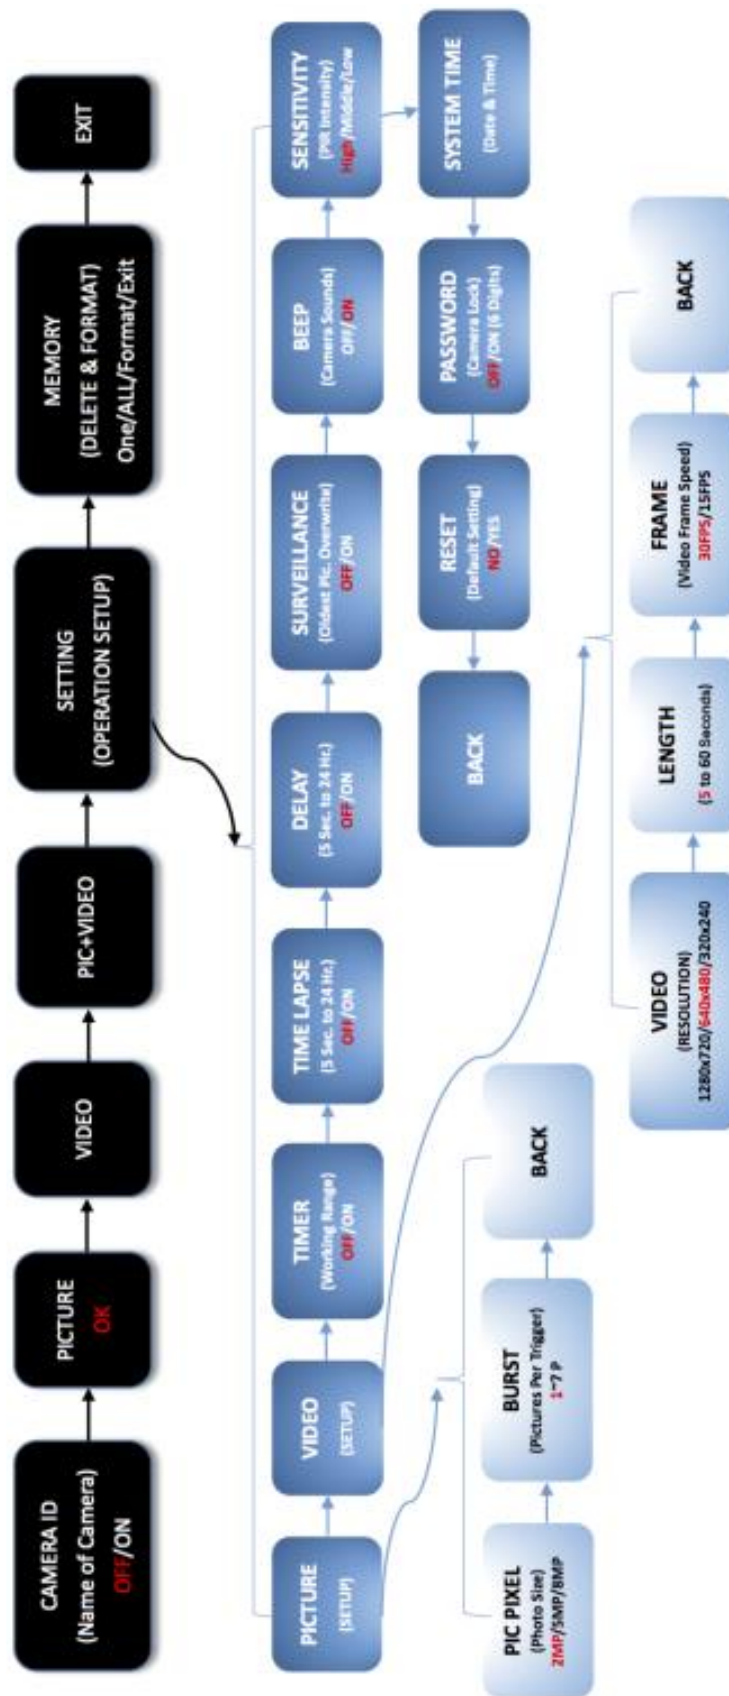 CAMERA ID
(Name of Camera)
OFF/ON
PICTURE
OK
VIDEO
PIC+VIDEO
SETTING
(OPERATION SETUP)
MEMORY
(DELETE & FORMAT)
One/ALL/Format/Exit
EXIT
PICTURE
(SETUP)
VIDEO
(SETUP)
TIMER
(Working Range)
OFF/ON
TIME LAPSE
(5 Sec. to 24 Hr.)
OFF/ON
DELAY
(5 Sec. to 24 Hr.)
OFF/ON
SURVEILLANCE
(Oldest Pic. Overwrite)
OFF/ON
BEEP
(Camera Sounds)
OFF/ON
SENSITIVITY
(PIR Intensity)
High/Middle/Low
SYSTEM TIME
(Date & Time)
PASSWORD
(Camera Lock)
OFF/ON (6 Digits)
RESET
(Default Setting)
NO/YES
BACK
PIC PIXEL
(Photo Size)
2MP/5MP/8MP
BURST
(Pictures Per Trigger)
1~7 P
BACK
VIDEO
(RESOLUTION)
1280x720/640x480/320x240
LENGTH
(5 to 60 Seconds)
FRAME
(Video Frame Speed)
30FPS/15FPS
BACK